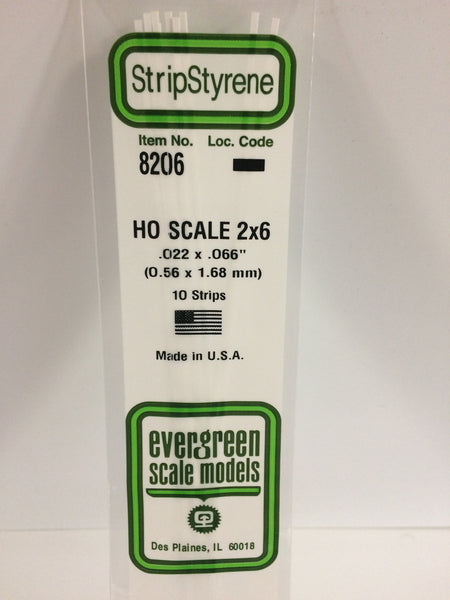 StripStyrene
Item No. Loc. Code
8206
HO SCALE 2x6
.022 x .066"
(0.56 x 1.68 mm)
10 Strips
Made in U.S.A.
evergreen
scale models
Des Plaines, IL 60018